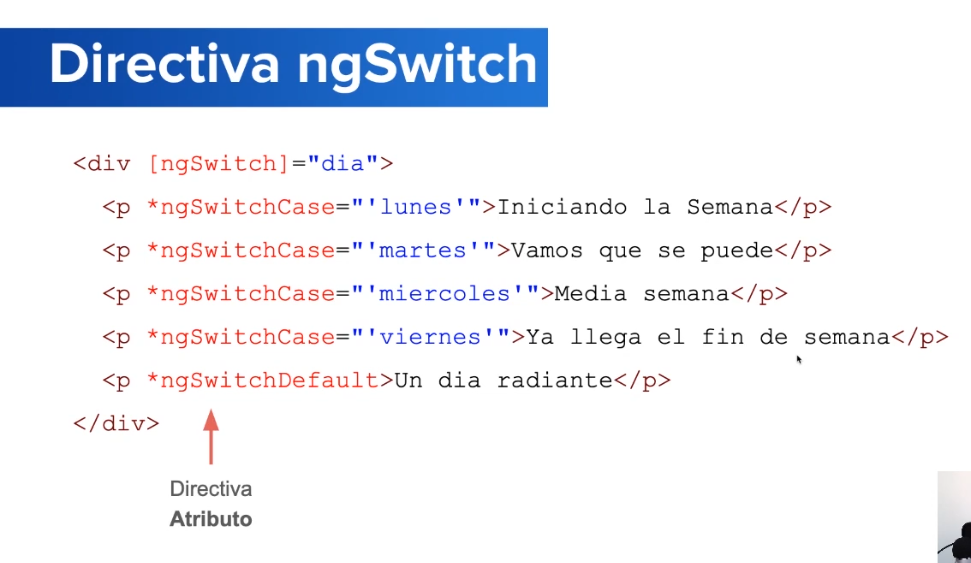 Directiva ngSwitch
<div [ngSwitch]="dia">
<p *ngSwitchCase="'lunes'">Iniciando la Semana</p>
<p *ngSwitchCase="'martes'">Vamos que se puede</p>
<p *ngSwitchCase="'miercoles'">Media semana</p>
<p *ngSwitchCase="'viernes'">Ya llega el fin de semana</p>
<p *ngSwitchDefault>Un dia radiante</p>
</div>
Directiva
Atributo